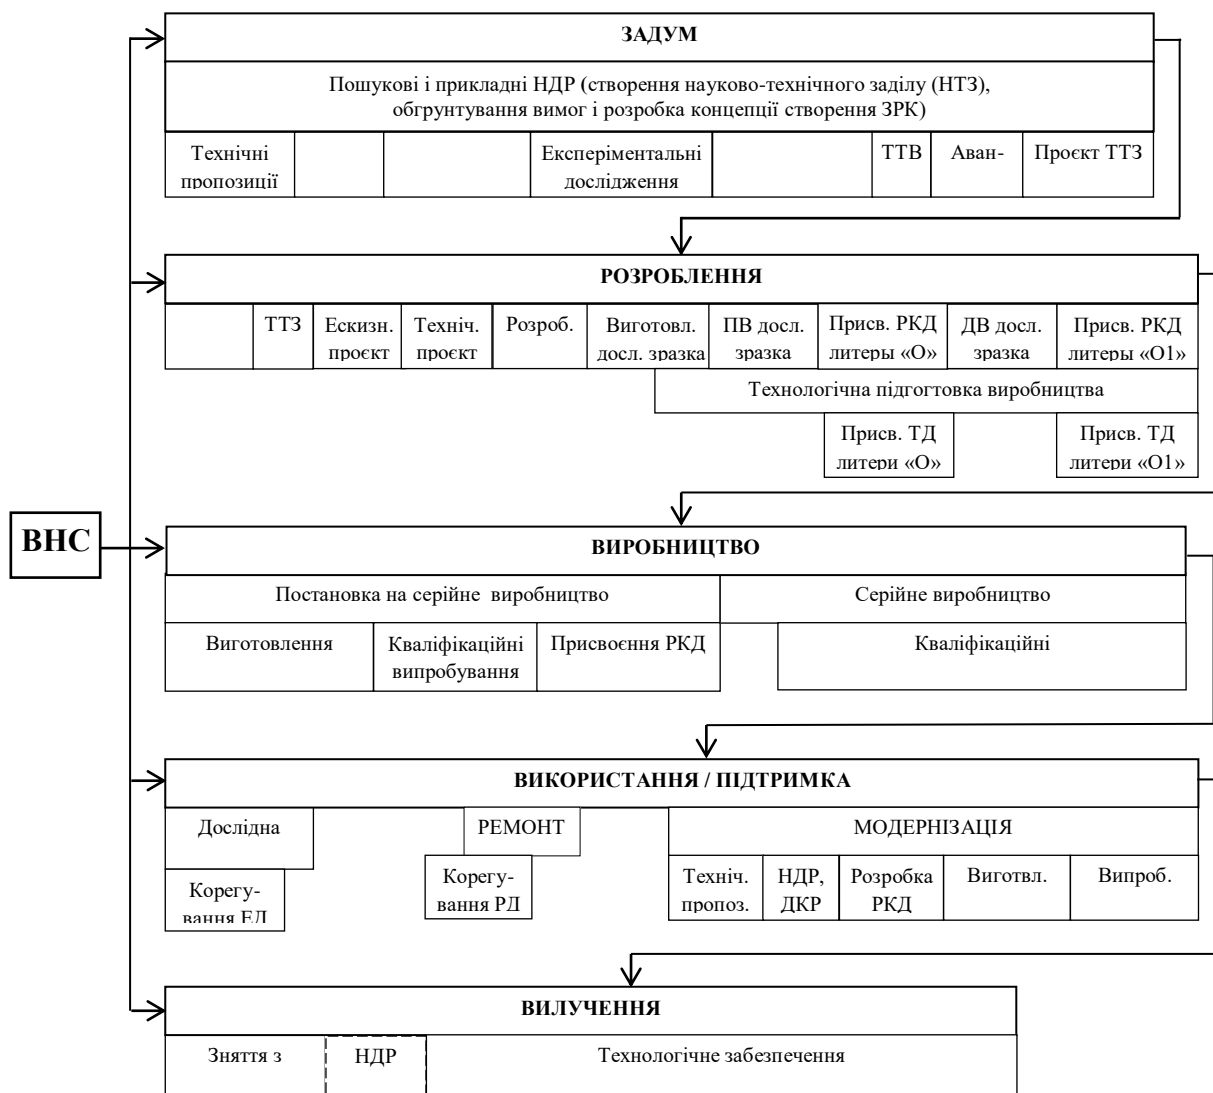 ЗАДУМ
Пошукові і прикладні НДР (створення науково-технічного заділу (НТЗ),
обгрунтування вимог і розробка концепції створення ЗРК)
Технічні
пропозиції
Експеріментальні
дослідження
ТТВ
Аван-
Проєкт ТТЗ
РОЗРОБЛЕННЯ
ТТЗ
Ескизн.
проєкт
Техніч.
проєкт
Розроб.
Виготовл.
досл. зразка
ПВ досл.
зразка
Присв. РКД
литеры «О»
ДВ досл.
зразка
Присв. РКД
литеры «О1»
Технологічна підгогтовка виробництва
Присв. ТД
литери «О»
Присв. ТД
литери «О1»
ВНС
ВИРОБНИЦТВО
Постановка на серійне виробництво
Серійне виробництво
Виготовлення
Кваліфікаційні
випробування
Присвоєння РКД
Кваліфікаційні
ВИКОРИСТАННЯ / ПІДТРИМКА
Дослідна
РЕМОНТ
МОДЕРНІЗАЦІЯ
Корегу-
вання ЕД
Корегу-
вання РД
Техніч.
пропоз.
НДР,
ДКР
Розробка
РКД
Виготвл.
Випроб.
ВИЛУЧЕННЯ
Зняття з
НДР
Технологічне забезпечення